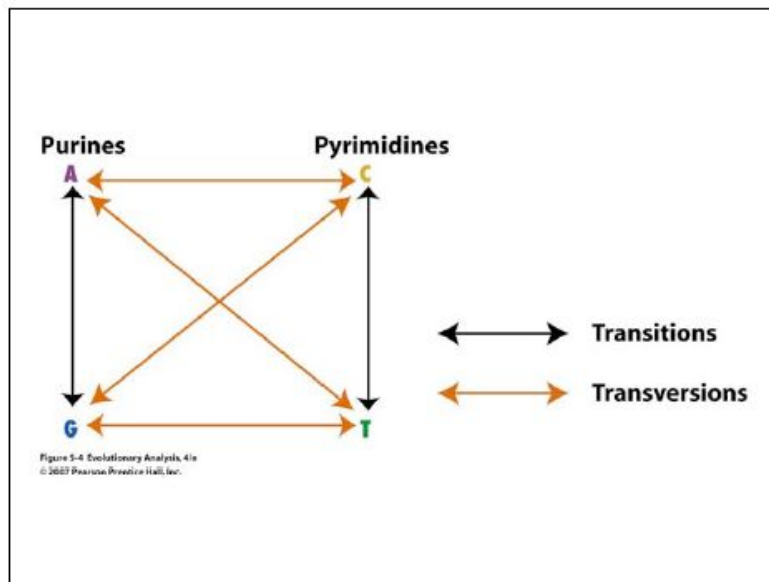 Purines
Pyrimidines
A
C
Transitions
Transversions
G
T
Figure 5-4 Evolutionary Analysis, 4/e
© 2007 Pearson Prentice Hall, Inc.